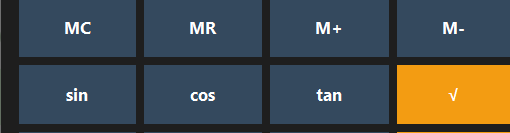 MC MR M+ M-
sin cos tan √